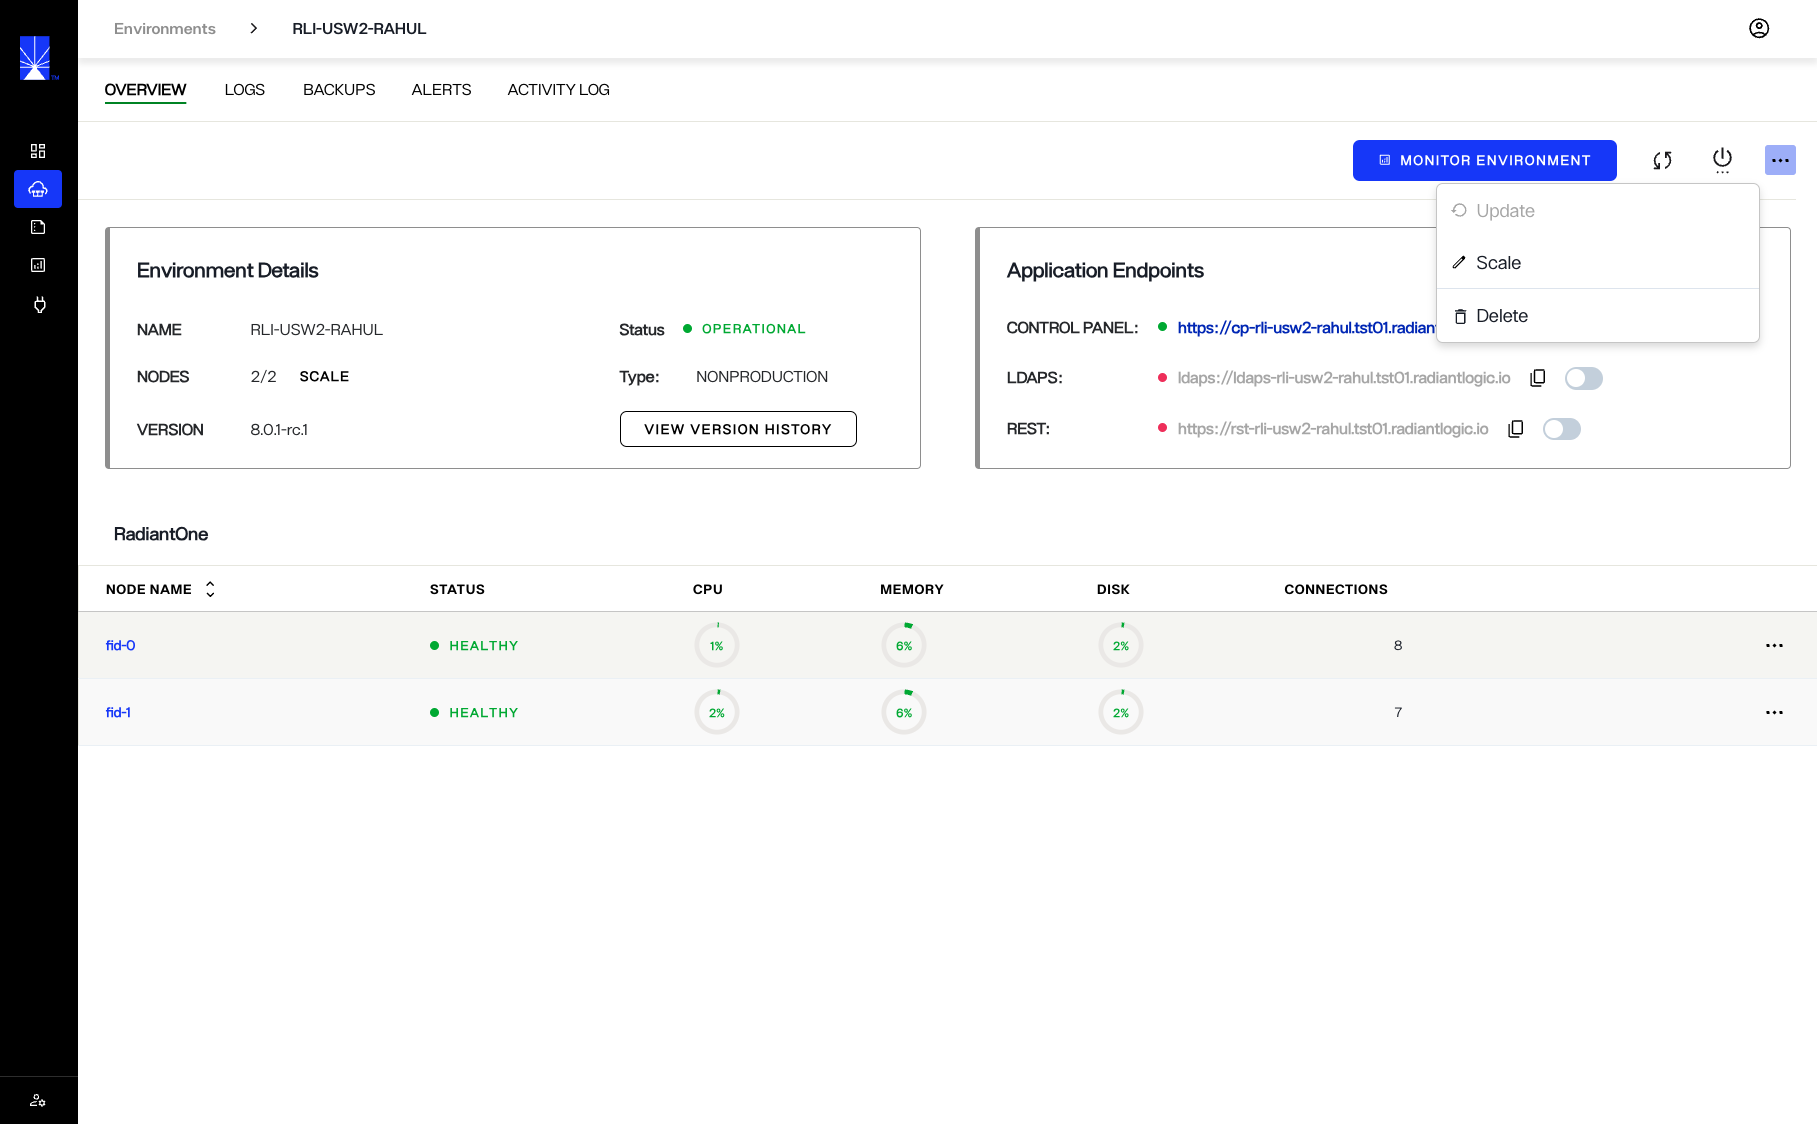 Environments > RLI-USW2-RAHUL
TM
OVERVIEW LOGS BACKUPS ALERTS ACTIVITY LOG
MONITOR ENVIRONMENT
Update
Scale
Delete
Environment Details
NAME RLI-USW2-RAHUL Status OPERATIONAL
NODES 2/2 SCALE Type: NONPRODUCTION
VERSION 8.0.1-rc.1 VIEW VERSION HISTORY
Application Endpoints
CONTROL PANEL: https://cp-rli-usw2-rahul.tst01.radiant
LDAPS: ldaps://ldaps-rli-usw2-rahul.tst01.radiantlogic.io
REST: https://rst-rli-usw2-rahul.tst01.radiantlogic.io
RadiantOne
NODE NAME STATUS CPU MEMORY DISK CONNECTIONS
fid-0 HEALTHY 1% 6% 2% 8
fid-1 HEALTHY 2% 6% 2% 7